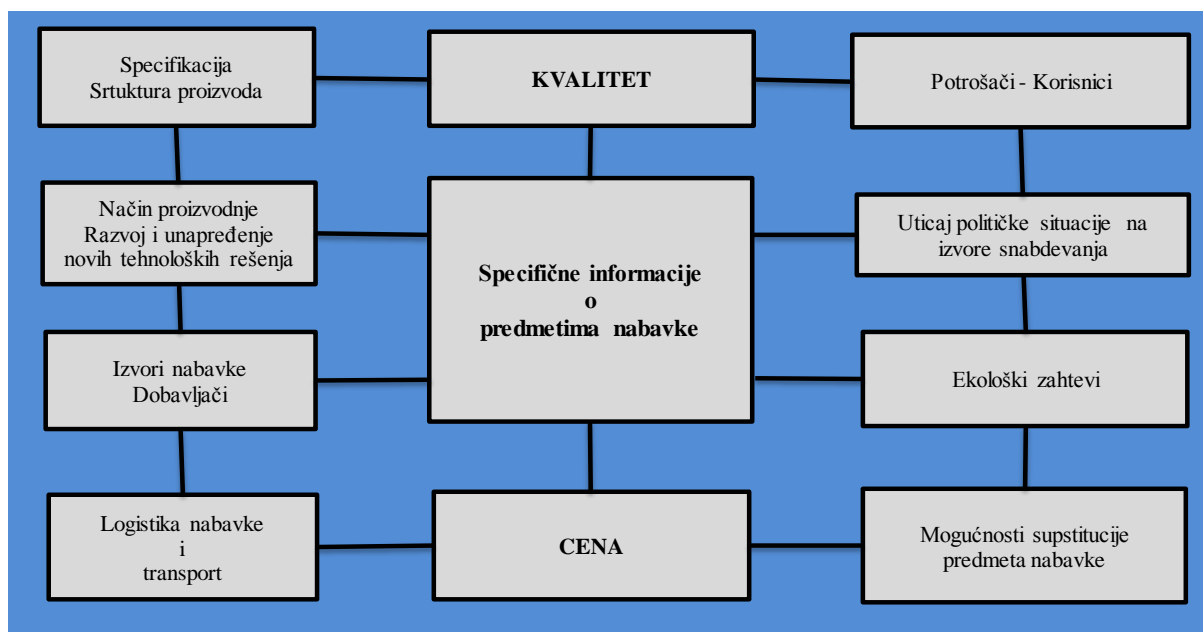 Specifikacija
Srtuktura proizvoda
KVALITET
Potrošači - Korisnici
Način proizvodnje
Razvoj i unapređenje
novih tehnoloških rešenja
Specifične informacije
o
predmetima nabavke
Uticaj političke situacije na
izvore snabdevanja
Izvori nabavke
Dobavljači
Ekološki zahtevi
Logistika nabavke
i
transport
CENA
Mogućnosti supstitucije
predmeta nabavke